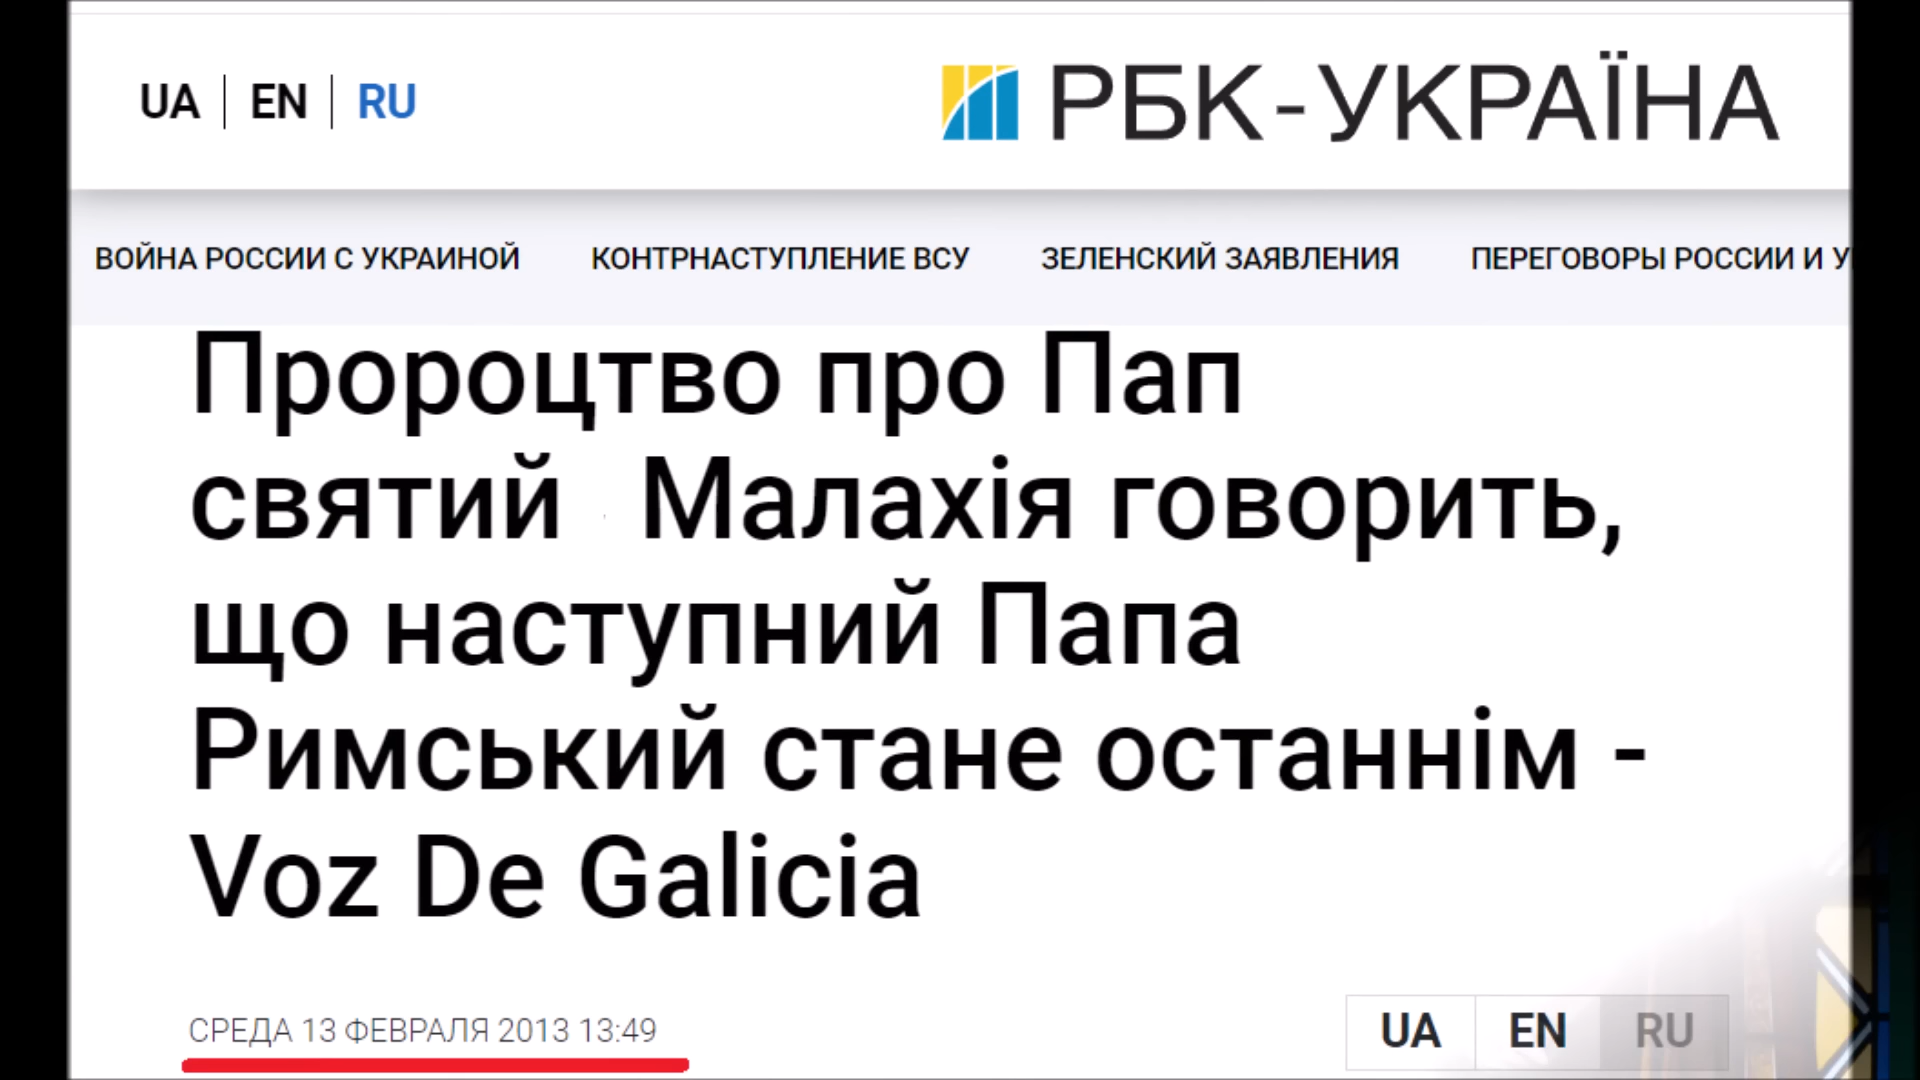 UA EN RU
РБК-УКРАЇНА
ВОЙНА РОССИИ С УКРАИНОЙ КОНТРНАСТУПЛЕНИЕ ВСУ ЗЕЛЕНСКИЙ ЗАЯВЛЕНИЯ ПЕРЕГОВОРЫ РОССИИ И
Пророцтво про Пап
святий Малахія говорить,
що наступний Папа
Римський стане останнім -
Voz De Galicia
СРЕДА 13 ФЕВРАЛЯ 2013 13:49
UA EN RU